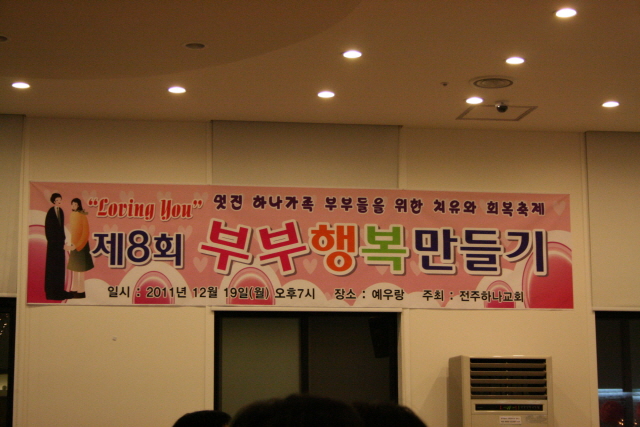 "Loving You" 멋진 하나가족 부부들을 위한 치유와 회복축제
제8회 부부행복만들기
일시 : 2011년 12월 19일(월) 오후7시 장소 : 예우랑 주최 : 전주하나교회